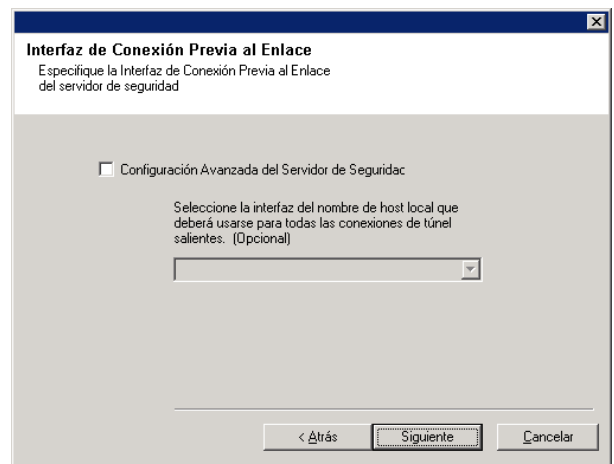 Interfaz de Conexión Previa al Enlace
Especifique la Interfaz de Conexión Previa al Enlace
del servidor de seguridad
Configuración Avanzada del Servidor de Seguridac
Seleccione la interfaz del nombre de host local que
deberá usarse para todas las conexiones de túnel
salientes. (Opcional)
< Atrás
Siguiente
Cancelar